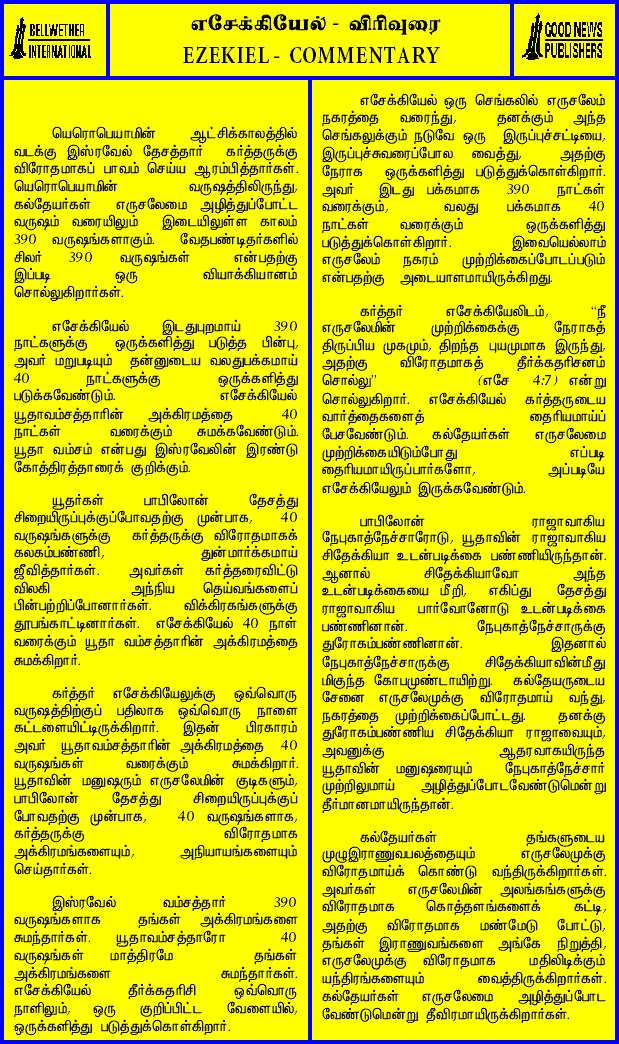 BELLWETHER
INTERNATIONAL
எசேக்கியேல் - விரிவுரை
EZEKIEL - COMMENTARY
GOOD NEWS
PUBLISHERS
யெரொபெயாமின் ஆட்சிக்காலத்தில்
வடக்கு இஸ்ரவேல் தேசத்தார் கர்த்தருக்கு
விரோதமாகப் பாவம் செய்ய ஆரம்பித்தார்கள்.
யெரொபெயாமின் வருஷத்திலிருந்து,
கல்தேயர்கள் எருசலேமை அழித்துப்போட்ட
வருஷம் வரையிலும் இடையிலுள்ள காலம்
390 வருஷங்களாகும். வேதபண்டிதர்களில்
சிலர் 390 வருஷங்கள் என்பதற்கு
இப்படி ஒரு வியாக்கியானம்
சொல்லுகிறார்கள்.
எசேக்கியேல் இடதுபுறமாய் 390
நாட்களுக்கு ஒருக்களித்து படுத்த பின்பு,
அவர் மறுபடியும் தன்னுடைய வலதுபக்கமாய்
40 நாட்களுக்கு ஒருக்களித்து
படுக்கவேண்டும். எசேக்கியேல்
யூதாவம்சத்தாரின் அக்கிரமத்தை 40
நாட்கள் வரைக்கும் சுமக்கவேண்டும்.
யூதா வம்சம் என்பது இஸ்ரவேலின் இரண்டு
கோத்திரத்தாரைக் குறிக்கும்.
யூதர்கள் பாபிலோன் தேசத்து
சிறையிருப்புக்குப்போவதற்கு முன்பாக, 40
வருஷங்களுக்கு கர்த்தருக்கு விரோதமாகக்
கலகம்பண்ணி, துன்மார்க்கமாய்
ஜீவித்தார்கள். அவர்கள் கர்த்தரைவிட்டு
விலகி அந்நிய தெய்வங்களைப்
பின்பற்றிப்போனார்கள். விக்கிரகங்களுக்கு
தூபங்காட்டினார்கள். எசேக்கியேல் 40 நாள்
வரைக்கும் யூதா வம்சத்தாரின் அக்கிரமத்தை
சுமக்கிறார்.
கர்த்தர் எசேக்கியேலுக்கு ஒவ்வொரு
வருஷத்திற்குப் பதிலாக ஒவ்வொரு நாளை
கட்டளையிட்டிருக்கிறார். இதன் பிரகாரம்
அவர் யூதாவம்சத்தாரின் அக்கிரமத்தை 40
வருஷங்கள் வரைக்கும் சுமக்கிறார்.
யூதாவின் மனுஷரும் எருசலேமின் குடிகளும்,
பாபிலோன் தேசத்து சிறையிருப்புக்குப்
போவதற்கு முன்பாக, 40 வருஷங்களாக,
கர்த்தருக்கு விரோதமாக
அக்கிரமங்களையும், அநியாயங்களையும்
செய்தார்கள்.
இஸ்ரவேல் வம்சத்தார் 390
வருஷங்களாக தங்கள் அக்கிரமங்களை
சுமந்தார்கள். யூதாவம்சத்தாரோ 40
வருஷங்கள் மாத்திரமே தங்கள்
அக்கிரமங்களை சுமந்தார்கள்.
எசேக்கியேல் தீர்க்கதரிசி ஒவ்வொரு
நாளிலும், ஒரு குறிப்பிட்ட வேளையில்,
ஒருக்களித்து படுத்துக்கொள்கிறார்.
எசேக்கியேல் ஒரு செங்கலில் எருசலேம்
நகரத்தை வரைந்து, தனக்கும் அந்த
செங்கலுக்கும் நடுவே ஒரு இருப்புச்சட்டியை,
இருப்புச்சுவரைப்போல வைத்து, அதற்கு
நேராக ஒருக்களித்து படுத்துக்கொள்கிறார்.
அவர் இடது பக்கமாக 390 நாட்கள்
வரைக்கும், வலது பக்கமாக 40
நாட்கள் வரைக்கும் ஒருக்களித்து
படுத்துக்கொள்கிறார். இவையெல்லாம்
எருசலேம் நகரம் முற்றிக்கைப்போடப்படும்
என்பதற்கு அடையாளமாயிருக்கிறது.
கர்த்தர் எசேக்கியேலிடம், “நீ
எருசலேமின் முற்றிக்கைக்கு நேராகத்
திருப்பிய முகமும், திறந்த புயமுமாக இருந்து,
அதற்கு விரோதமாகத் தீர்க்கதரிசனம்
சொல்லு” (எசே 4:7) என்று
சொல்லுகிறார். எசேக்கியேல் கர்த்தருடைய
வார்த்தைகளைத் தைரியமாய்ப்
பேசவேண்டும். கல்தேயர்கள் எருசலேமை
முற்றிக்கையிடும்போது எப்படி
தைரியமாயிருப்பார்களோ, அப்படியே
எசேக்கியேலும் இருக்கவேண்டும்.
பாபிலோன் ராஜாவாகிய
நேபுகாத்நேச்சாரோடு, யூதாவின் ராஜாவாகிய
சிதேக்கியா உடன்படிக்கை பண்ணியிருந்தான்.
ஆனால் சிதேக்கியாவோ அந்த
உடன்படிக்கையை மீறி, எகிப்து தேசத்து
ராஜாவாகிய பார்வோனோடு உடன்படிக்கை
பண்ணினான். நேபுகாத்நேச்சாருக்கு
துரோகம்பண்ணினான். இதனால்
நேபுகாத்நேச்சாருக்கு சிதேக்கியாவின்மீது
மிகுந்த கோபமுண்டாயிற்று. கல்தேயருடைய
சேனை எருசலேமுக்கு விரோதமாய் வந்து,
நகரத்தை முற்றிக்கைப்போட்டது. தனக்கு
துரோகம்பண்ணிய சிதேக்கியா ராஜாவையும்,
அவனுக்கு ஆதரவாகயிருந்த
யூதாவின் மனுஷரையும் நேபுகாத்நேச்சார்
முற்றிலுமாய் அழித்துப்போடவேண்டுமென்று
தீர்மானமாயிருந்தான்.
கல்தேயர்கள் தங்களுடைய
முழுஇராணுவபலத்தையும் எருசலேமுக்கு
விரோதமாய்க் கொண்டு வந்திருக்கிறார்கள்.
அவர்கள் எருசலேமின் அலங்கங்களுக்கு
விரோதமாக கொத்தளங்களைக் கட்டி,
அதற்கு விரோதமாக மண்மேடு போட்டு,
தங்கள் இராணுவங்களை அங்கே நிறுத்தி,
எருசலேமுக்கு விரோதமாக மதிலிடிக்கும்
யந்திரங்களையும் வைத்திருக்கிறார்கள்.
கல்தேயர்கள் எருசலேமை அழித்துப்போட
வேண்டுமென்று தீவிரமாயிருக்கிறார்கள்.